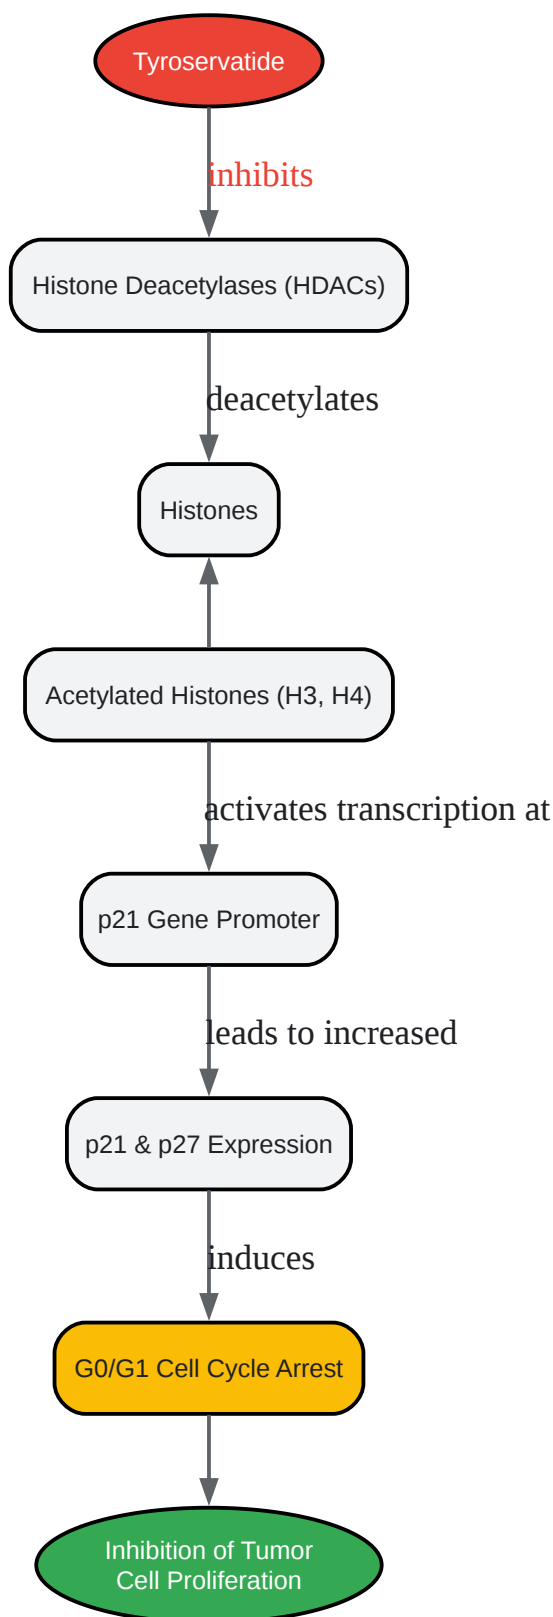 Tyroservatide
inhibits
Histone Deacetylases (HDACs)
deacetylates
Histones
Acetylated Histones (H3, H4)
activates transcription at
p21 Gene Promoter
leads to increased
p21 & p27 Expression
induces
G0/G1 Cell Cycle Arrest
Inhibition of Tumor
Cell Proliferation